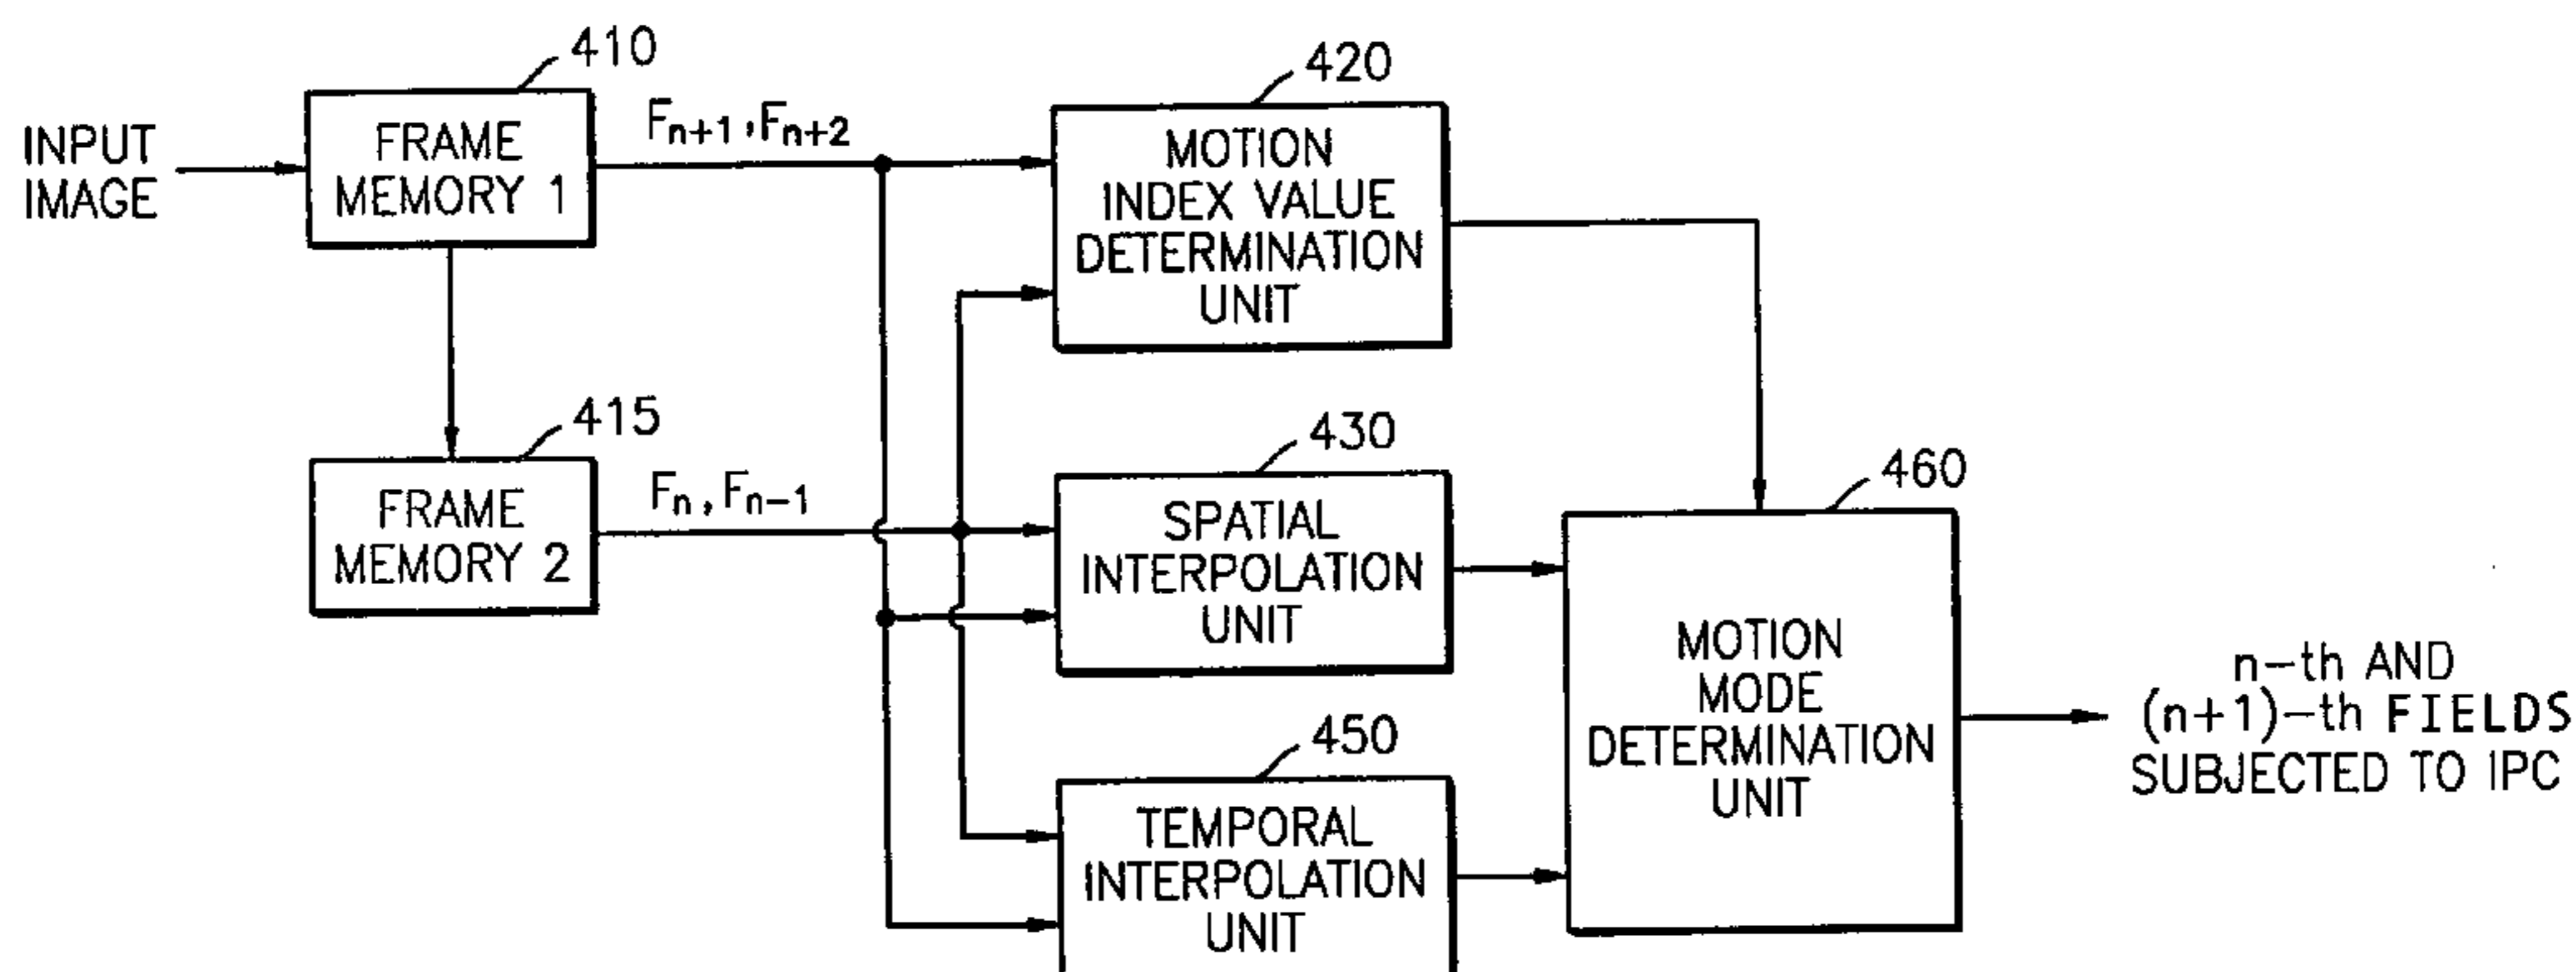 410
INPUT
IMAGE
FRAME
MEMORY 1
Fn+1 , Fn+2
420
MOTION
INDEX VALUE
DETERMINATION
UNIT
415
FRAME
MEMORY 2
Fn , Fn-1
430
SPATIAL
INTERPOLATION
UNIT
450
TEMPORAL
INTERPOLATION
UNIT
460
MOTION
MODE
DETERMINATION
UNIT
n-th AND
(n+1)-th FIELDS
SUBJECTED TO IPC